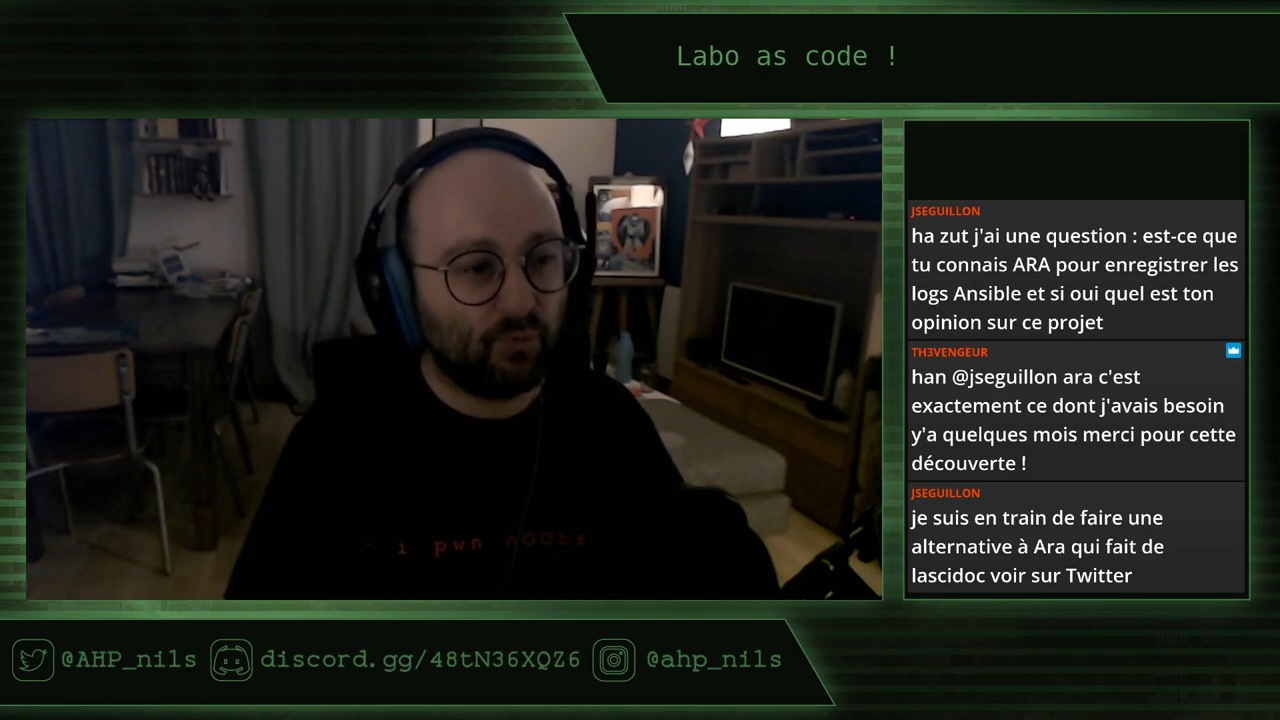 Labo as code !
JSEGUILLON
ha zut j'ai une question : est-ce que
tu connais ARA pour enregistrer les
logs Ansible et si oui quel est ton
opinion sur ce projet
TH3VENGEUR
han @jseguillon ara c'est
exactement ce dont j'avais besoin
y'a quelques mois merci pour cette
découverte !
JSEGUILLON
je suis en train de faire une
alternative à Ara qui fait de
lascidoc voir sur Twitter
i pwn n00bs
@AHP_nils discord.gg/48tN36XQZ6 @ahp_nils